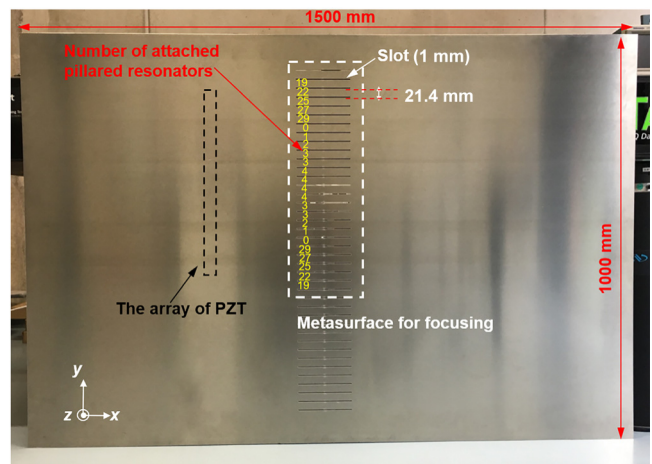 1500 mm
Number of attached
pillared resonators
Slot (1 mm)
21.4 mm
19
22
25
27
29
0
1
2
3
3
4
4
4
4
3
3
2
1
0
29
27
25
22
19
1000 mm
The array of PZT
Metasurface for focusing
y
z
x
TA